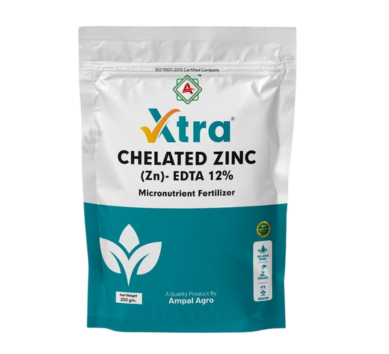 ISO 9001:2015 Certified Company
A
™
Xtra®
CHELATED ZINC
(Zn)- EDTA 12%
Micronutrient Fertilizer
Net Weight
250 gm.
A Quality Product By
Ampal Agro